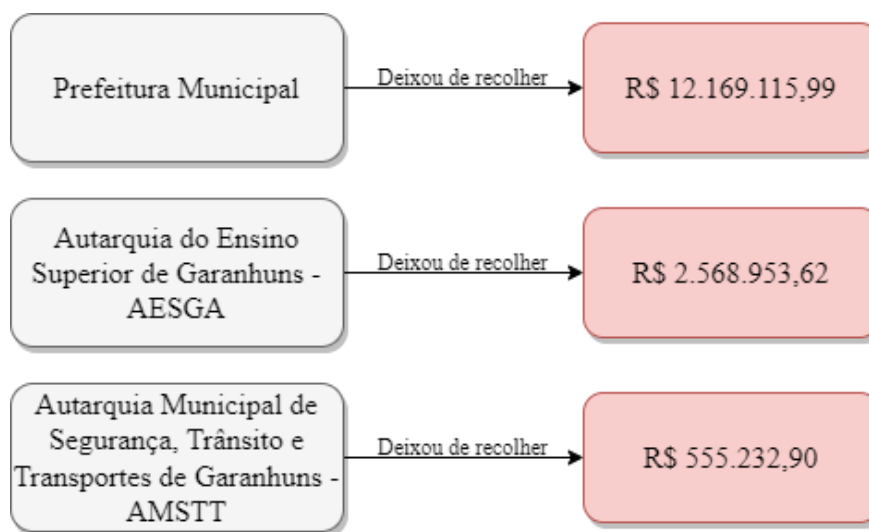 Prefeitura Municipal
Deixou de recolher
R$ 12.169.115,99
Autarquia do Ensino
Superior de Garanhuns -
AESGA
Deixou de recolher
R$ 2.568.953,62
Autarquia Municipal de
Segurança, Trânsito e
Transportes de Garanhuns -
AMSTT
Deixou de recolher
R$ 555.232,90